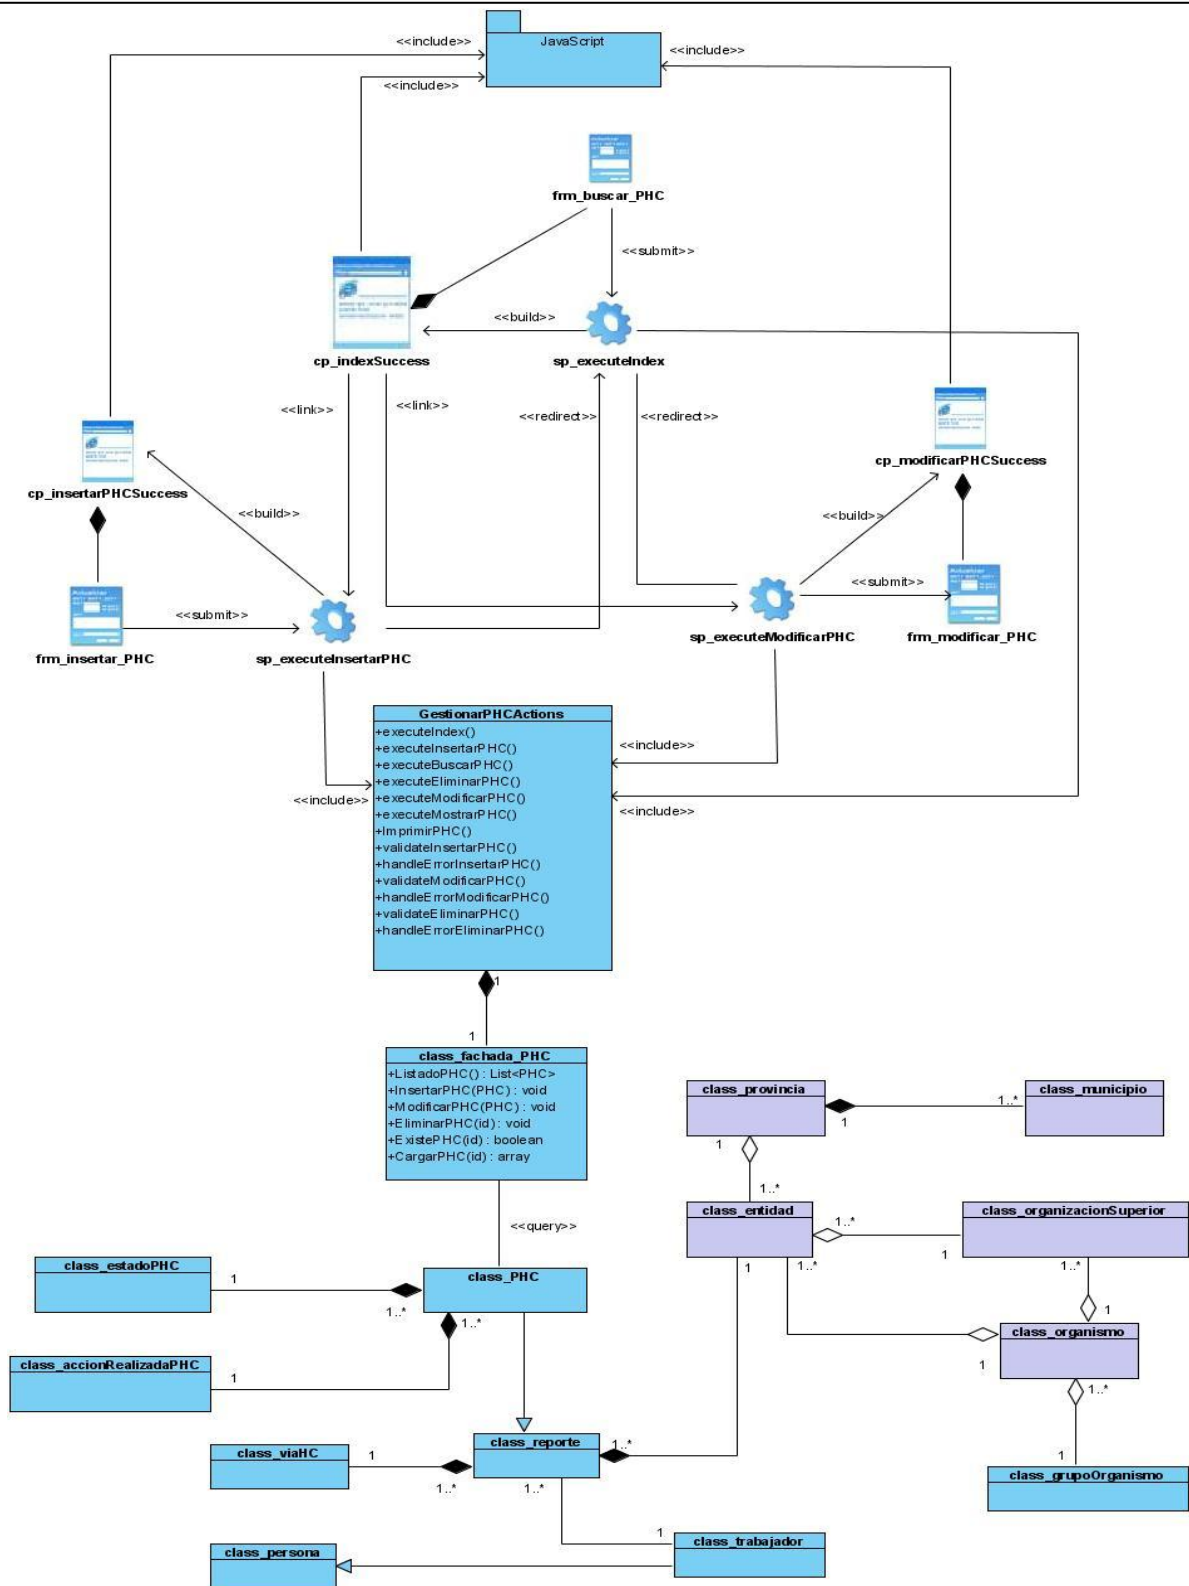 JavaScript
<<include>>
<<include>>
<<include>>
frm_buscar_PHC
<<submit>>
<<build>>
cp_indexSuccess
sp_executeIndex
<<link>>
<<link>>
<<redirect>>
<<redirect>>
cp_modificarPHCSuccess
cp_insertarPHCSuccess
<<build>>
<<build>>
<<submit>>
<<submit>>
frm_insertar_PHC
sp_executeInsertarPHC
sp_executeModificarPHC
frm_modificar_PHC
GestionarPHCActions
+executeIndex()
+executeInsertarPHC()
+executeBuscarPHC()
+executeEliminarPHC()
+executeModificarPHC()
+executeMostrarPHC()
+ImprimirPHC()
+validateInsertarPHC()
+handleErrorInsertarPHC()
+validateModificarPHC()
+handleErrorModificarPHC()
+validateEliminarPHC()
+handleErrorEliminarPHC()
<<include>>
<<include>>
<<include>>
1
1
class_fachada_PHC
+ListadoPHC() : List<PHC>
+InsertarPHC(PHC) : void
+ModificarPHC(PHC) : void
+EliminarPHC(id) : void
+ExistePHC(id) : boolean
+CargarPHC(id) : array
<<query>>
class_provincia
1
1..*
class_municipio
1
1..*
class_entidad
1..*
1
class_organizacionSuperior
1
1..*
1
class_organismo
1
1..*
1
class_grupoOrganismo
class_estadoPHC
1
1..*
class_PHC
1..*
class_accionRealizadaPHC
1
class_viaHC
1
1..*
class_reporte
1..*
1..*
1
class_trabajador
class_persona